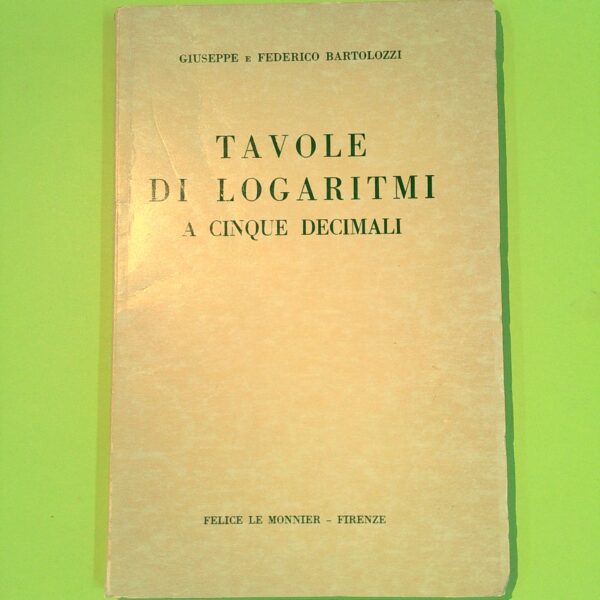 GIUSEPPE E FEDERICO BARTOLOZZI
TAVOLE
DI LOGARITMI
A CINQUE DECIMALI
FELICE LE MONNIER – FIRENZE